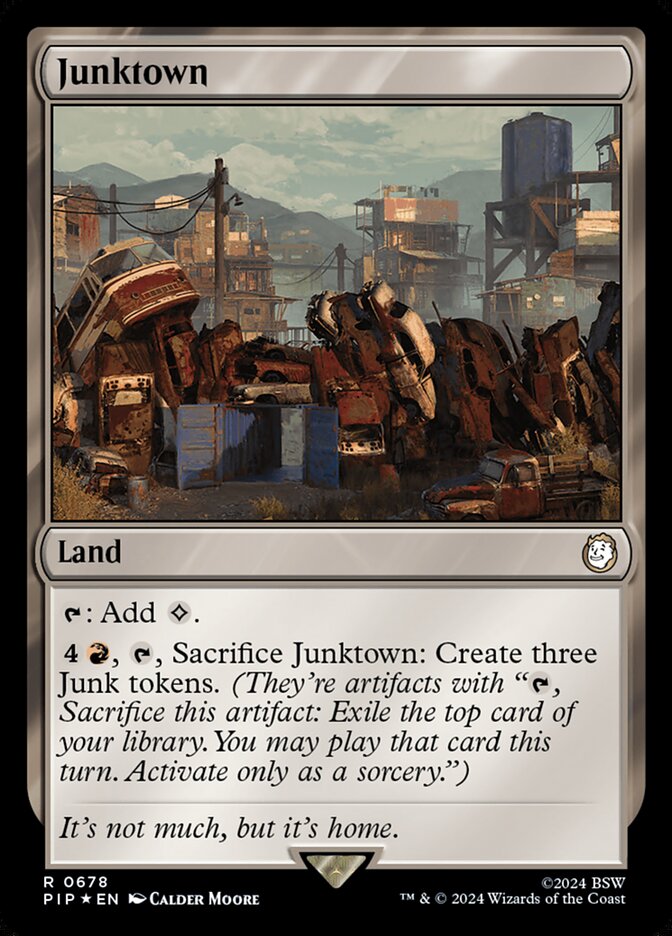 Junktown
Land
: Add .
4 , , Sacrifice Junktown: Create three
Junk tokens. (They're artifacts with “ ,
Sacrifice this artifact: Exile the top card of
your library. You may play that card this
turn. Activate only as a sorcery.”)
It's not much, but it's home.
R 0678
PIP★EN CALDER MOORE
©2024 BSW
™ & © 2024 Wizards of the Coast